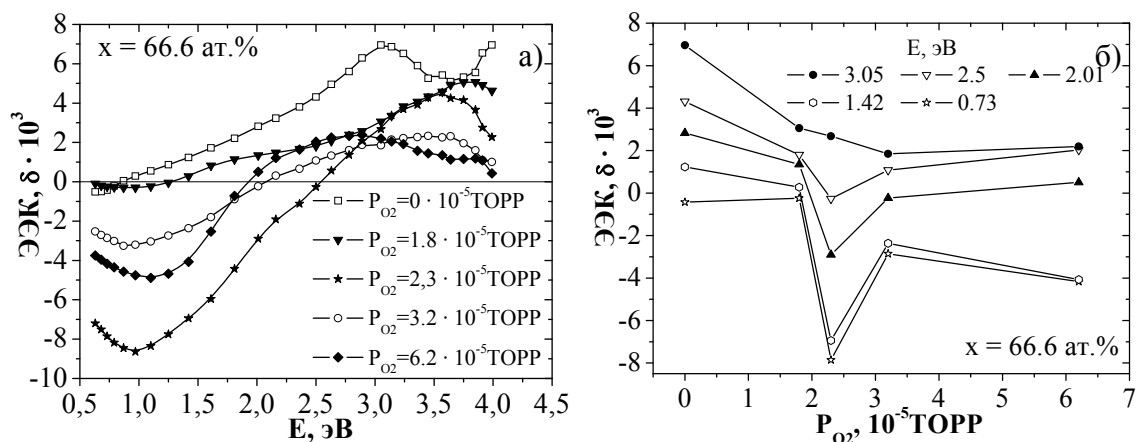 x = 66.6 ат.%
а)
ЭЭК, δ · 10³
8
6
4
2
0
-2
-4
-6
-8
-10
P_O2=0 · 10⁻⁵ТОРР
P_O2=1.8 · 10⁻⁵ТОРР
P_O2=2,3 · 10⁻⁵ТОРР
P_O2=3.2 · 10⁻⁵ТОРР
P_O2=6.2 · 10⁻⁵ТОРР
0,5 1,0 1,5 2,0 2,5 3,0 3,5 4,0 4,5
E, эВ
б)
E, эВ
3.05 2.5 2.01
1.42 0.73
ЭЭК, δ · 10³
8
6
4
2
0
-2
-4
-6
-8
x = 66.6 ат.%
0 1 2 3 4 5 6 7
P_O2, 10⁻⁵ТОРР